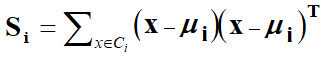 S_i = ∑_{x∈C_i} (x − μ_i)(x − μ_i)^T